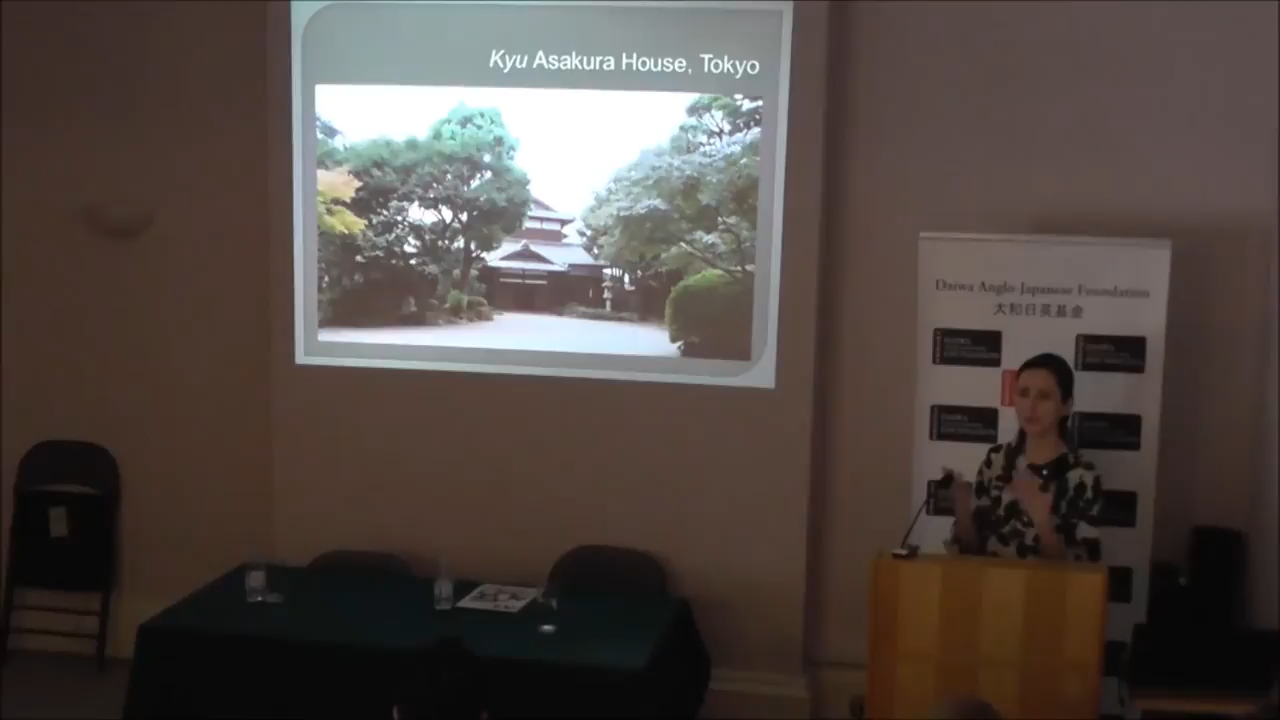 Kyu Asakura House, Tokyo
Daiwa Anglo-Japanese Foundation
大和日英基金